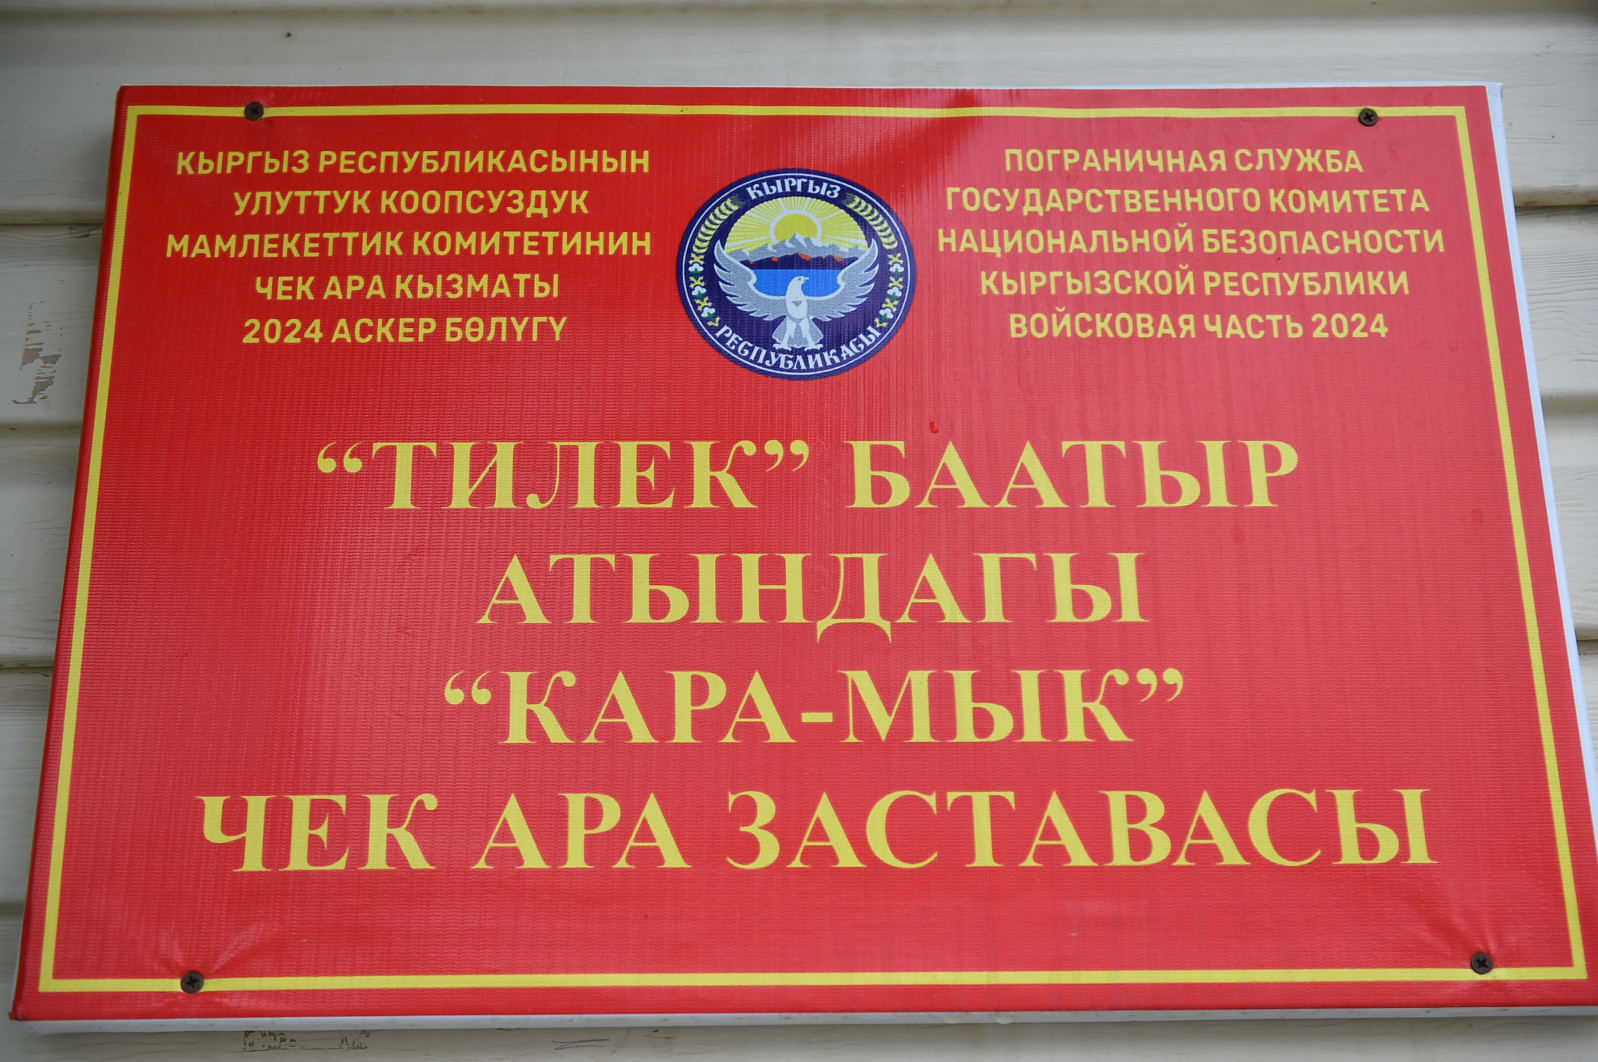 КЫРГЫЗ РЕСПУБЛИКАСЫНЫН
УЛУТТУК КООПСУЗДУК
МАМЛЕКЕТТИК КОМИТЕТИНИН
ЧЕК АРА КЫЗМАТЫ
2024 АСКЕР БӨЛҮГҮ
КЫРГЫЗ
РЕСПУБЛИКАСЫ
ПОГРАНИЧНАЯ СЛУЖБА
ГОСУДАРСТВЕННОГО КОМИТЕТА
НАЦИОНАЛЬНОЙ БЕЗОПАСНОСТИ
КЫРГЫЗСКОЙ РЕСПУБЛИКИ
ВОЙСКОВАЯ ЧАСТЬ 2024
“ТИЛЕК” БААТЫР
АТЫНДАГЫ
“КАРА-МЫК”
ЧЕК АРА ЗАСТАВАСЫ